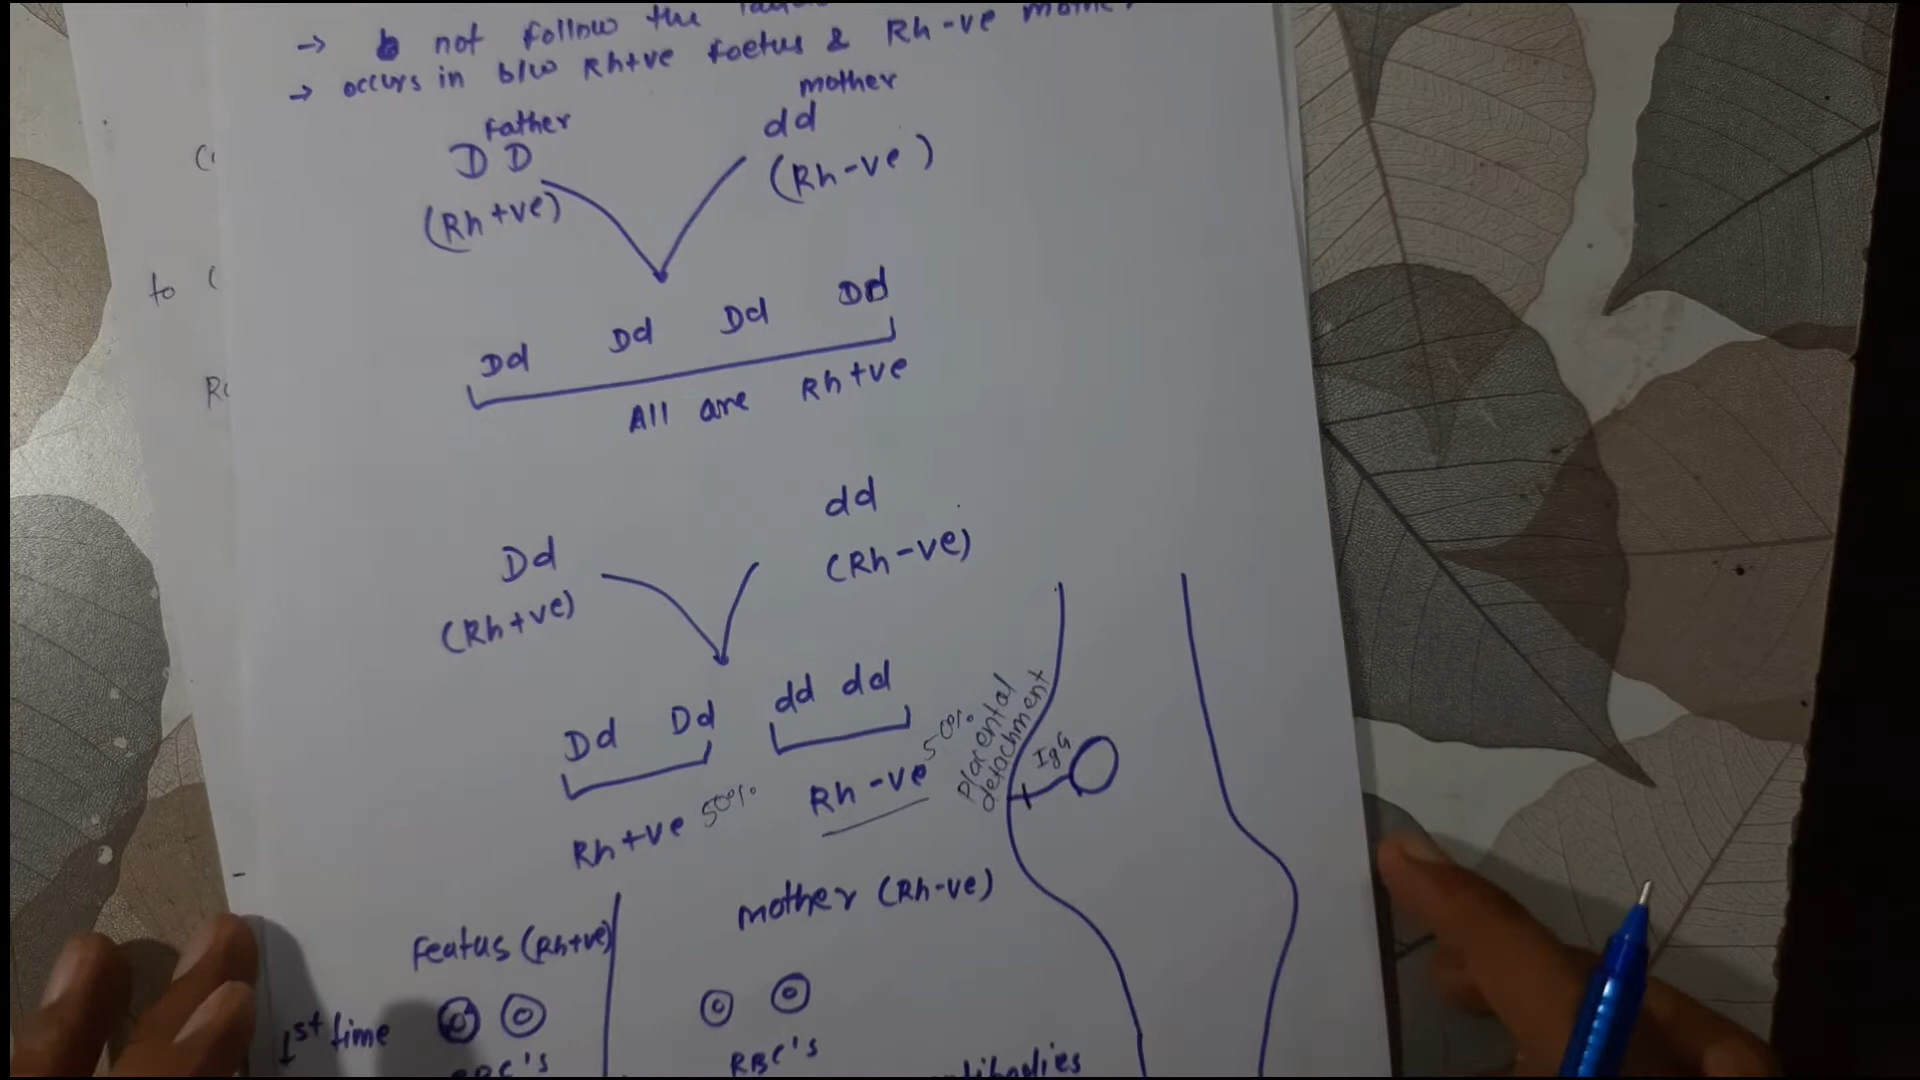 → not follow the
→ occurs in b/w Rh+ve foetus & Rh-ve mother
Father
mother
DD
dd
(Rh+ve)
(Rh-ve)
Dd Dd Dd Dd
All are Rh+ve
Dd
dd
(Rh+ve)
(Rh-ve)
Dd Dd dd dd
Rh+ve 50%
Rh-ve 50%
Placental
detachment
IgG
Featus (Rh+ve)
mother (Rh-ve)
1st time
RBC's
to